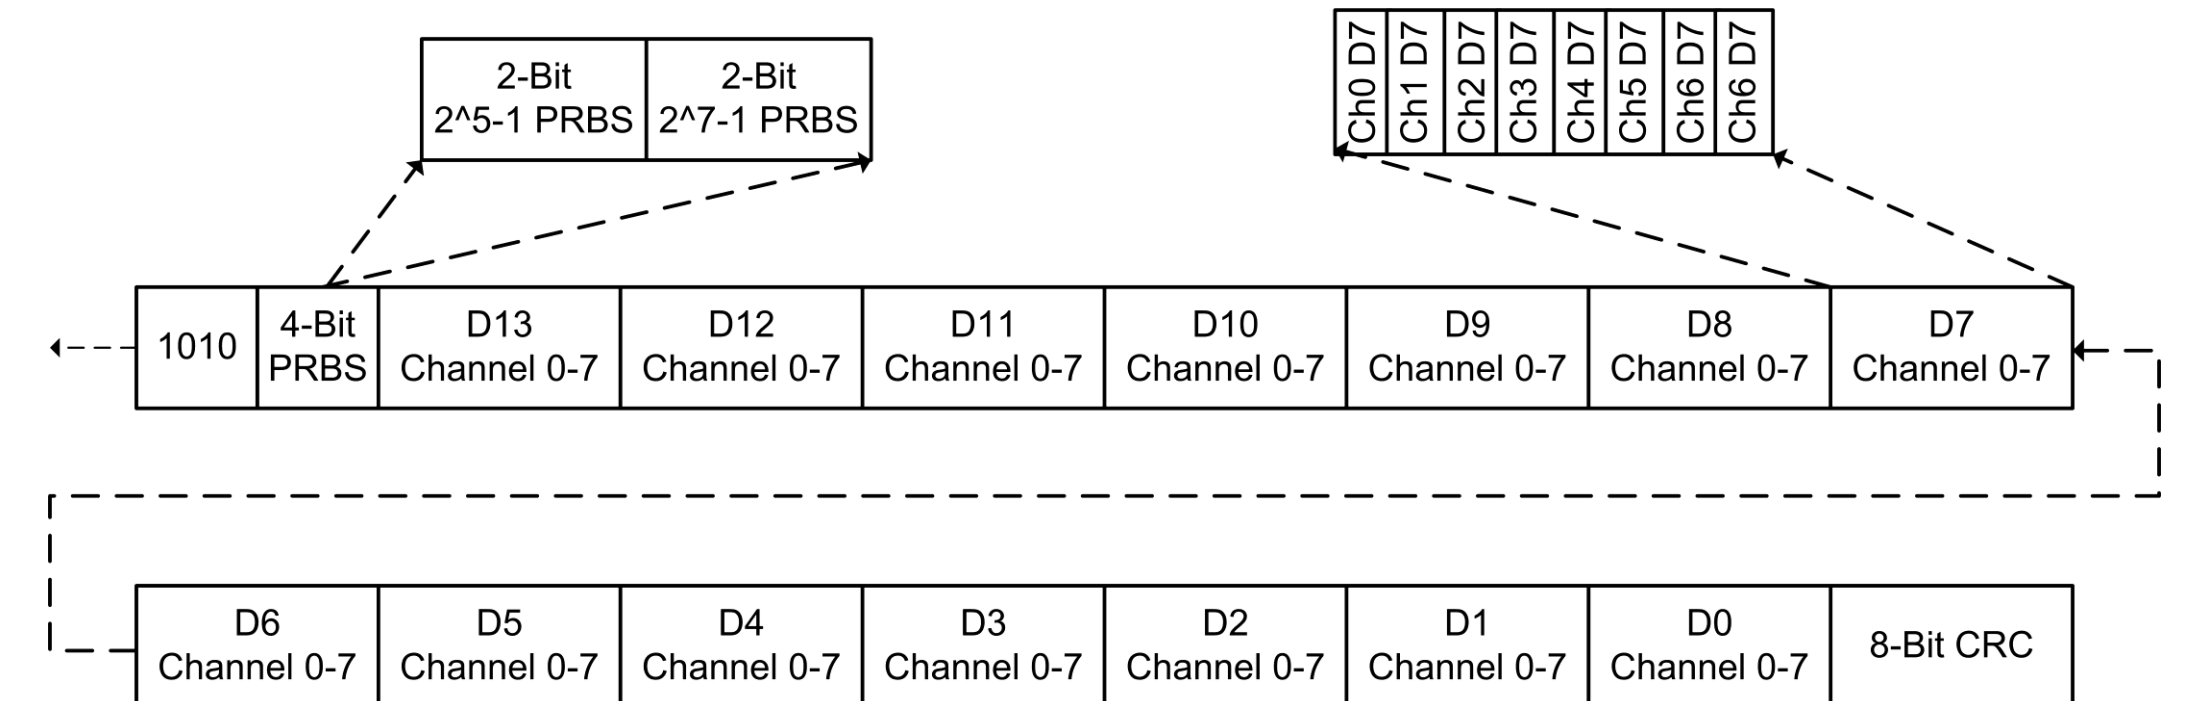 2-Bit
2^5-1 PRBS
2-Bit
2^7-1 PRBS
Ch0 D7
Ch1 D7
Ch2 D7
Ch3 D7
Ch4 D7
Ch5 D7
Ch6 D7
Ch6 D7
1010
4-Bit
PRBS
D13
Channel 0-7
D12
Channel 0-7
D11
Channel 0-7
D10
Channel 0-7
D9
Channel 0-7
D8
Channel 0-7
D7
Channel 0-7
D6
Channel 0-7
D5
Channel 0-7
D4
Channel 0-7
D3
Channel 0-7
D2
Channel 0-7
D1
Channel 0-7
D0
Channel 0-7
8-Bit CRC